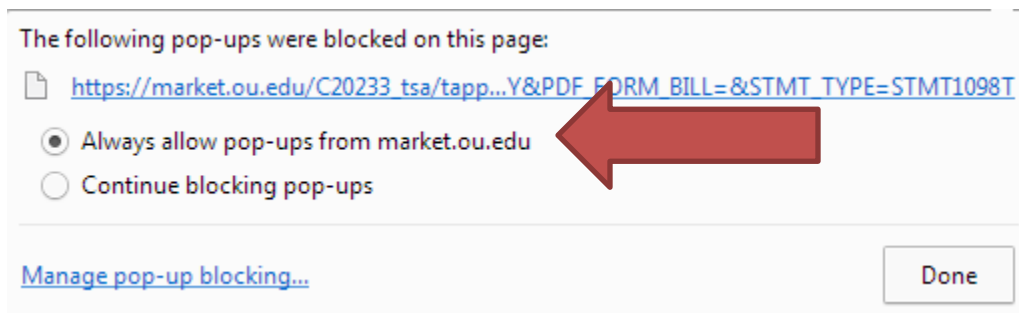 The following pop-ups were blocked on this page:
https://market.ou.edu/C20233_tsa/tapp...Y&PDF_FORM_BILL=&STMT_TYPE=STMT1098T
Always allow pop-ups from market.ou.edu
Continue blocking pop-ups
Manage pop-up blocking...
Done